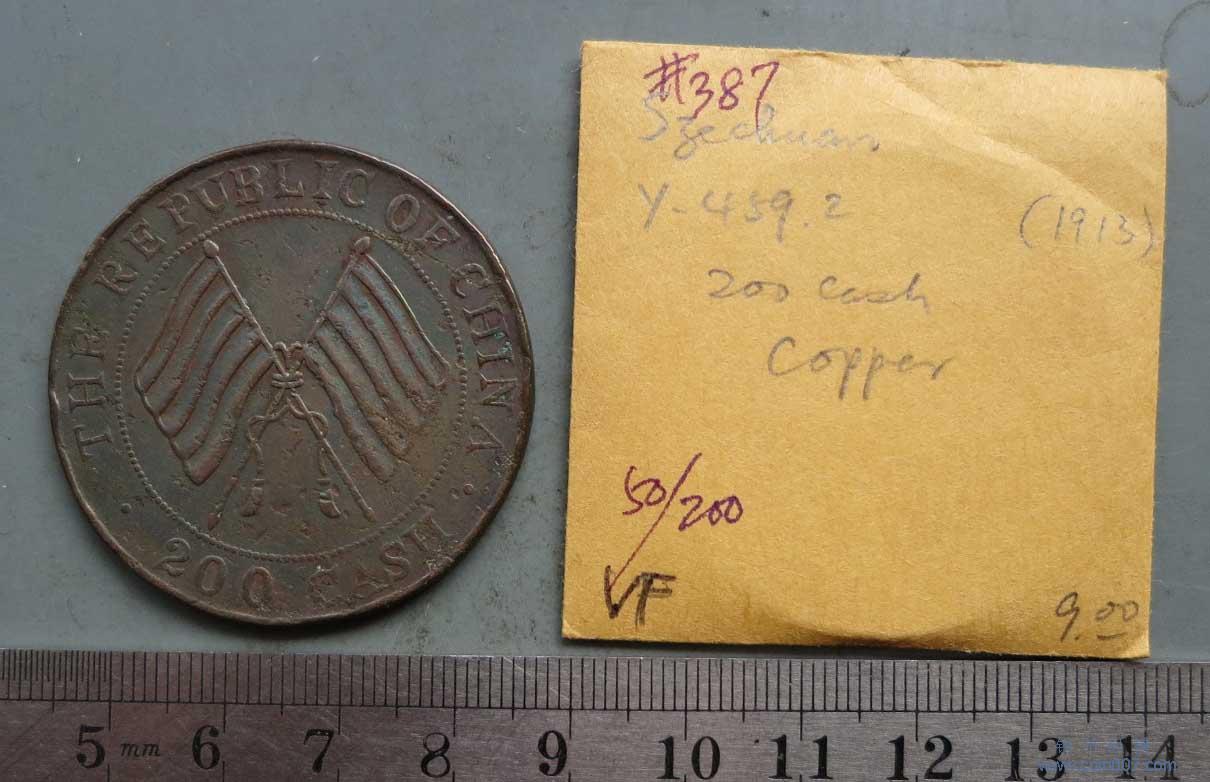 THE REPUBLIC OF CHINA
200 CASH
#387
Szechuan
Y-459.2
(1913)
200 cash
Copper
50/200
VF
9.00
5 mm 6 7 8 9 10 11 12 13 14